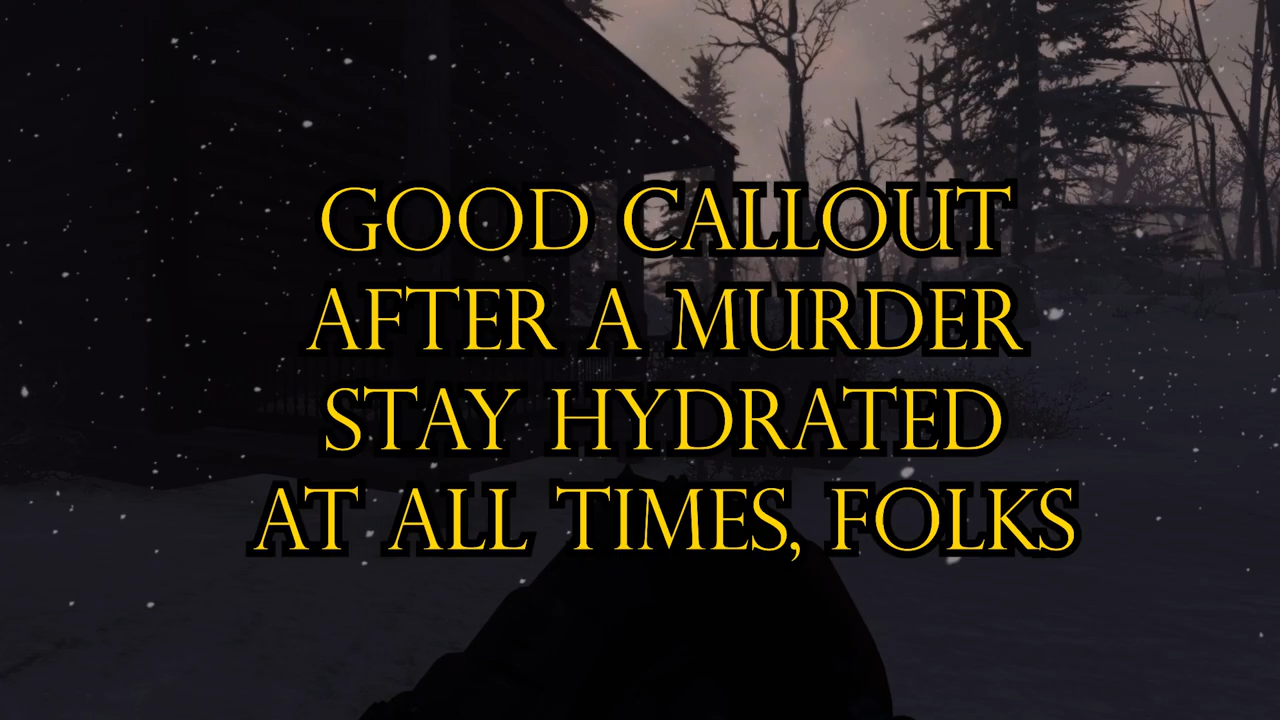 GOOD CALLOUT
AFTER A MURDER
STAY HYDRATED
AT ALL TIMES, FOLKS